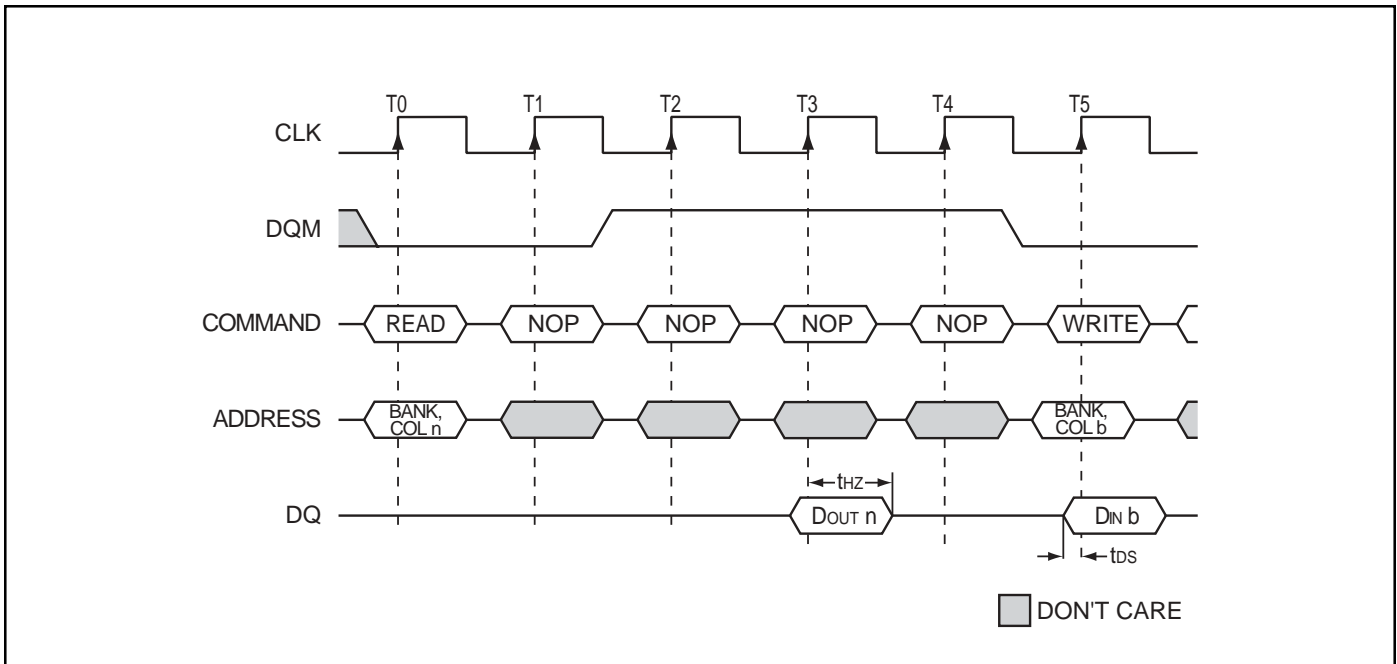 T0 T1 T2 T3 T4 T5
CLK
DQM
COMMAND READ NOP NOP NOP NOP WRITE
ADDRESS BANK, COL n BANK, COL b
tHZ
DQ DOUT n DIN b
tDS
DON'T CARE